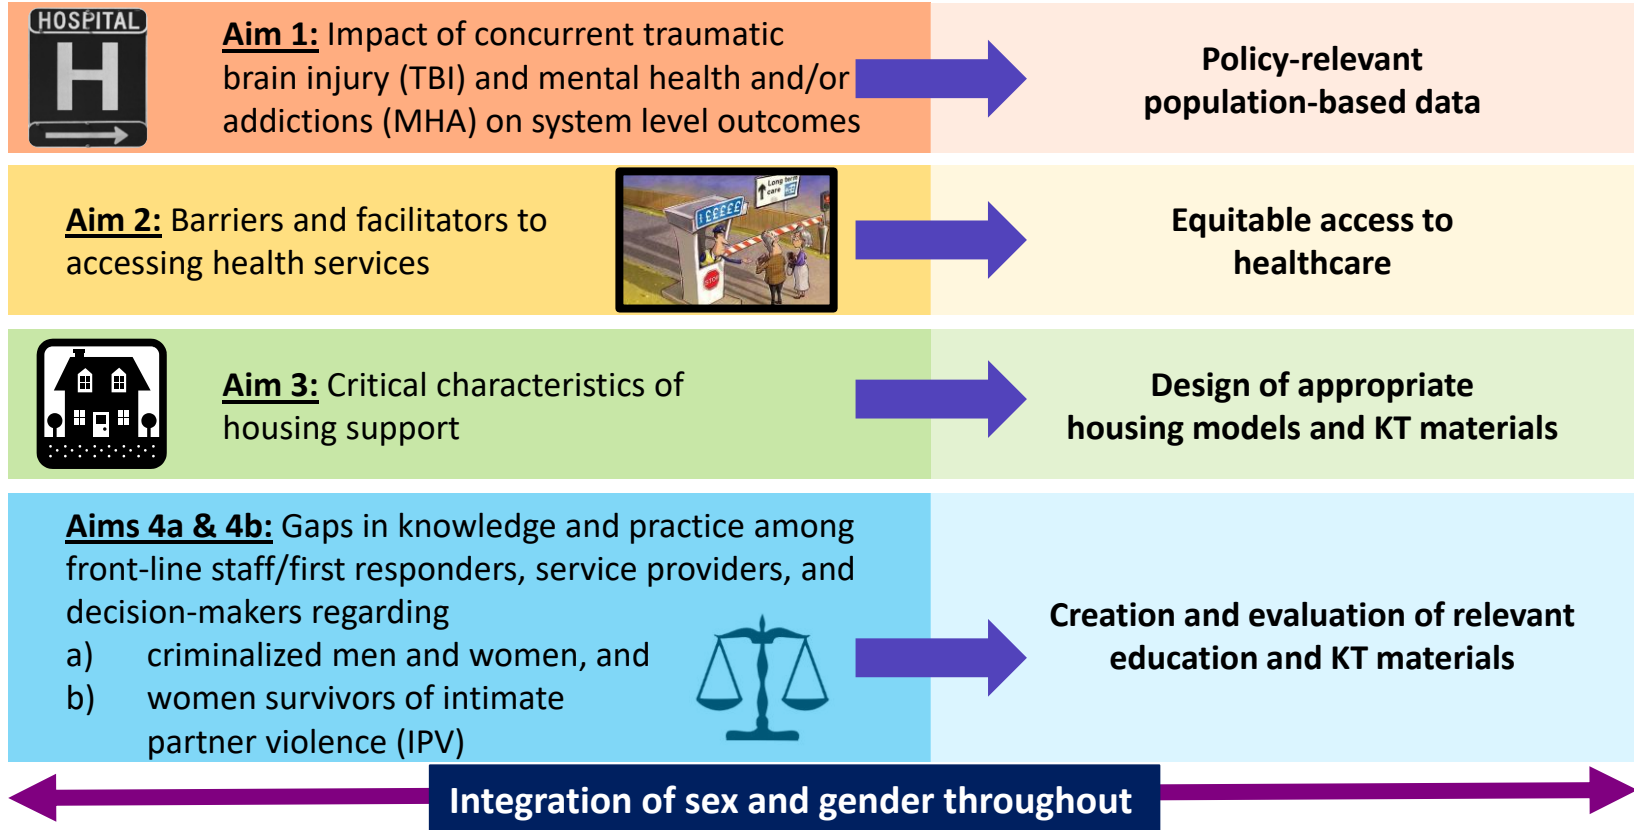 HOSPITAL
H
Aim 1: Impact of concurrent traumatic
brain injury (TBI) and mental health and/or
addictions (MHA) on system level outcomes
Policy-relevant
population-based data
Aim 2: Barriers and facilitators to
accessing health services
Long term
care
£££££
STOP
Equitable access to
healthcare
Aim 3: Critical characteristics of
housing support
Design of appropriate
housing models and KT materials
Aims 4a & 4b: Gaps in knowledge and practice among
front-line staff/first responders, service providers, and
decision-makers regarding
a) criminalized men and women, and
b) women survivors of intimate
partner violence (IPV)
Creation and evaluation of relevant
education and KT materials
Integration of sex and gender throughout